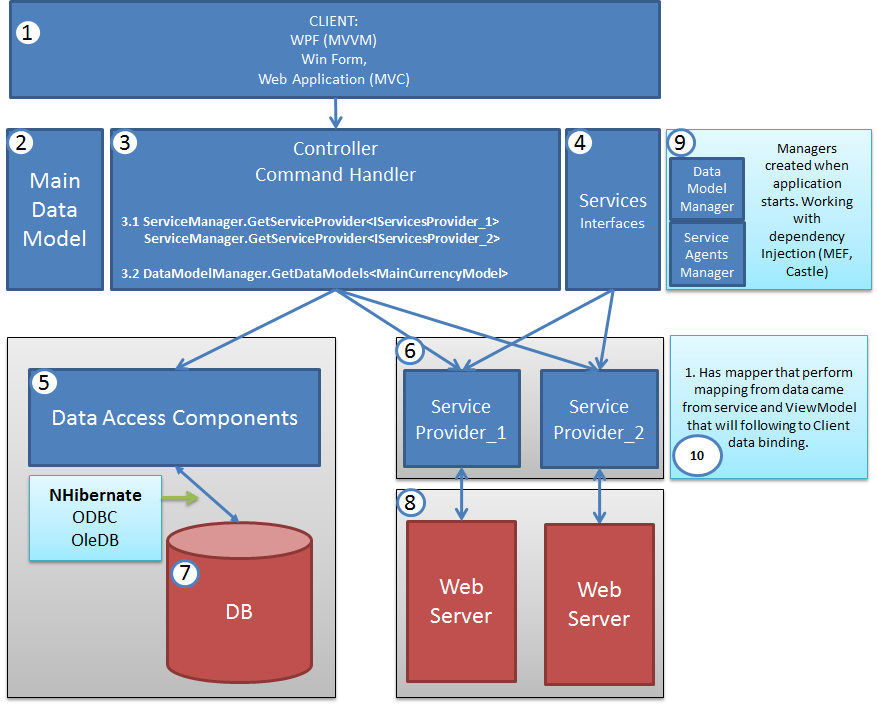 1
CLIENT:
WPF (MVVM)
Win Form,
Web Application (MVC)
2
Main
Data
Model
3
Controller
Command Handler
3.1 ServiceManager.GetServiceProvider<IServicesProvider_1>
ServiceManager.GetServiceProvider<IServicesProvider_2>
3.2 DataModelManager.GetDataModels<MainCurrencyModel>
4
Services
Interfaces
9
Data
Model
Manager
Service
Agents
Manager
Managers
created when
application
starts. Working
with
dependency
Injection (MEF,
Castle)
5
Data Access Components
NHibernate
ODBC
OleDB
7
DB
6
Service
Provider_1
Service
Provider_2
1. Has mapper that perform
mapping from data came
from service and ViewModel
that will following to Client
data binding.
10
8
Web
Server
Web
Server